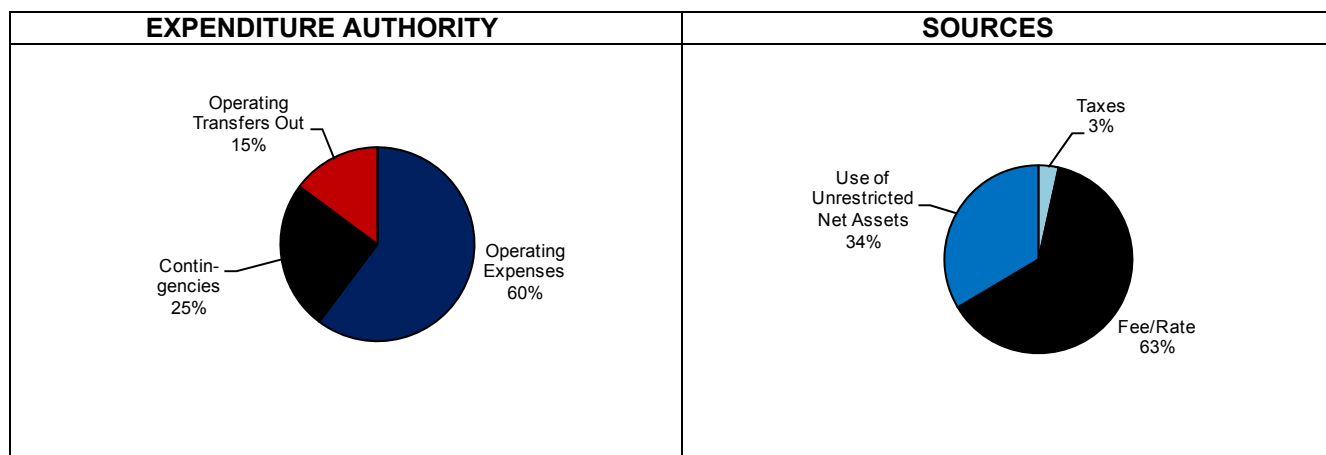 EXPENDITURE AUTHORITY
Operating
Transfers Out
15%
Contin-
gencies
25%
Operating
Expenses
60%
SOURCES
Taxes
3%
Use of
Unrestricted
Net Assets
34%
Fee/Rate
63%